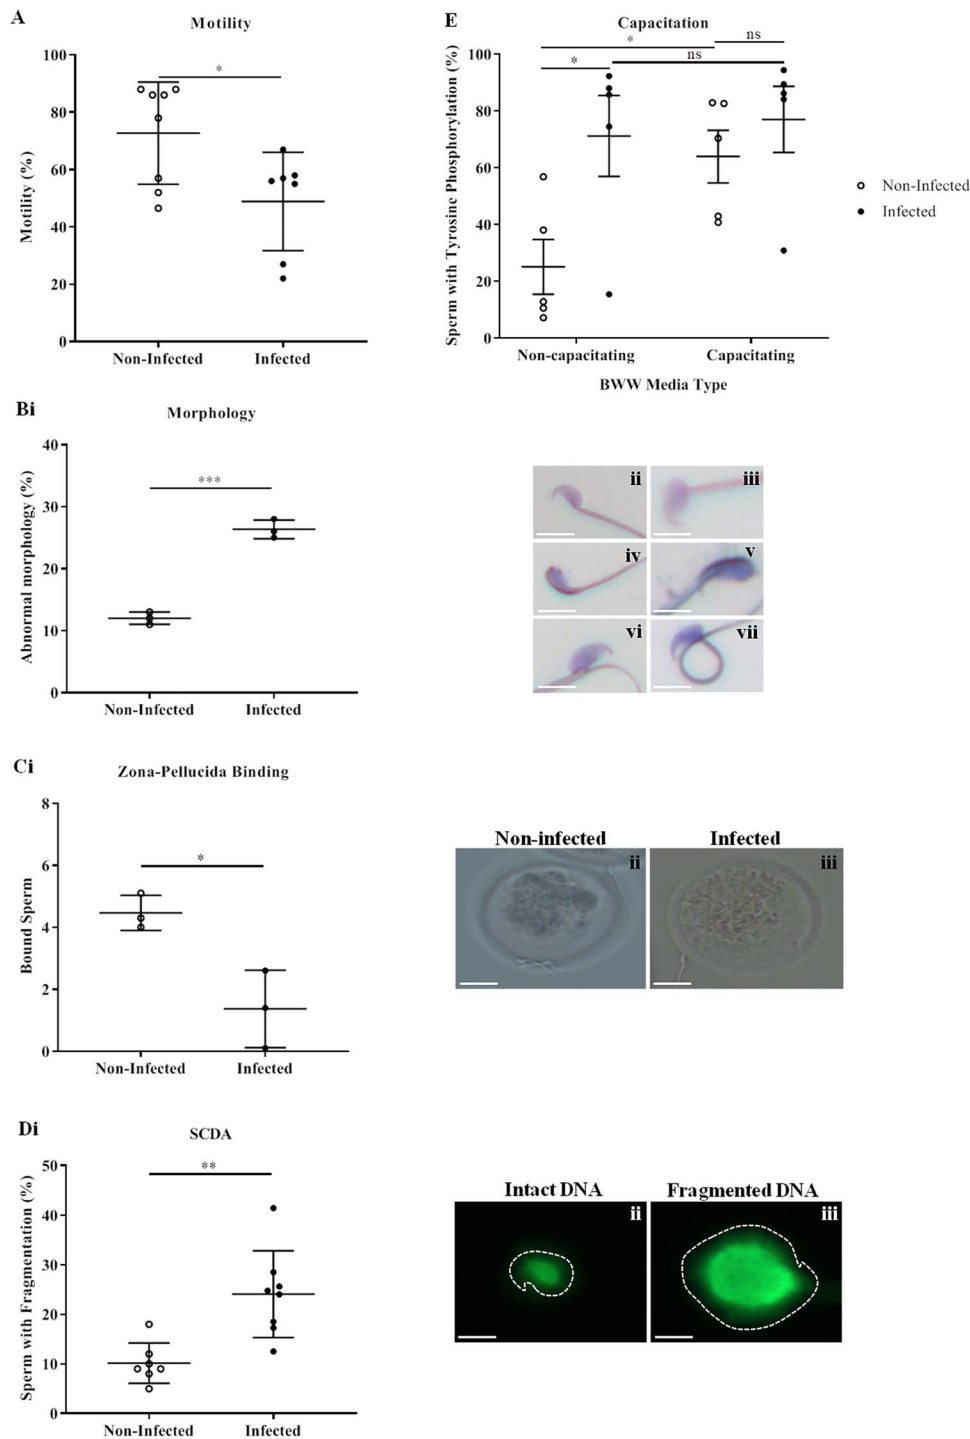 A
Motility
Motility (%)
100
80
60
40
20
0
*
Non-Infected
Infected
E
Capacitation
Sperm with Tyrosine Phosphorylation (%)
100
80
60
40
20
0
*
*
ns
ns
Non-capacitating
Capacitating
BWW Media Type
Non-Infected
Infected
Bi
Morphology
Abnormal morphology (%)
40
30
20
10
0
***
Non-Infected
Infected
ii
iii
iv
v
vi
vii
Ci
Zona-Pellucida Binding
Bound Sperm
8
6
4
2
0
*
Non-Infected
Infected
Non-infected
Infected
ii
iii
Di
SCDA
Sperm with Fragmentation (%)
50
40
30
20
10
0
**
Non-Infected
Infected
Intact DNA
Fragmented DNA
ii
iii